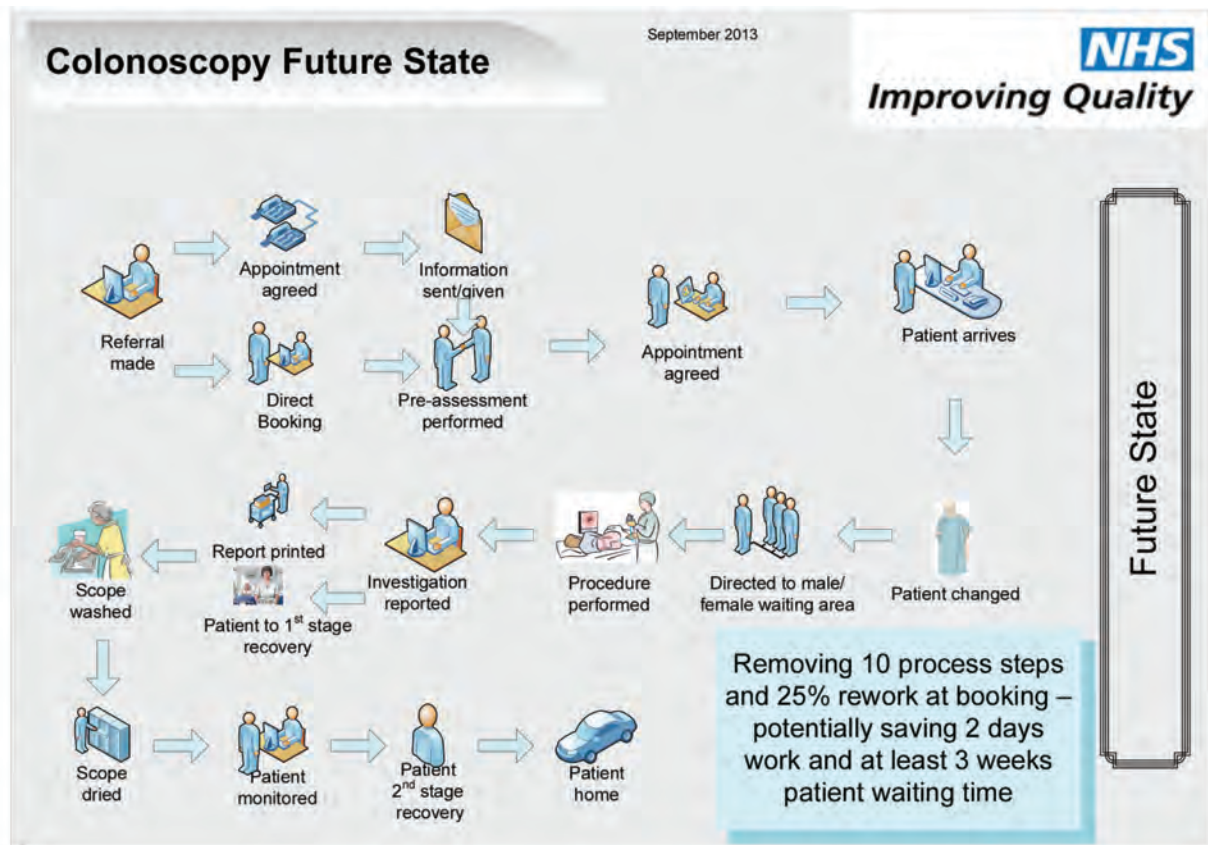 September 2013
Colonoscopy Future State
NHS
Improving Quality
Appointment
agreed
Information
sent/given
Referral
made
Direct
Booking
Pre-assessment
performed
Appointment
agreed
Patient arrives
Future State
Scope
washed
Report printed
Patient to 1st stage
recovery
Investigation
reported
Procedure
performed
Directed to male/
female waiting area
Patient changed
Scope
dried
Patient
monitored
Patient
2nd stage
recovery
Patient
home
Removing 10 process steps
and 25% rework at booking –
potentially saving 2 days
work and at least 3 weeks
patient waiting time